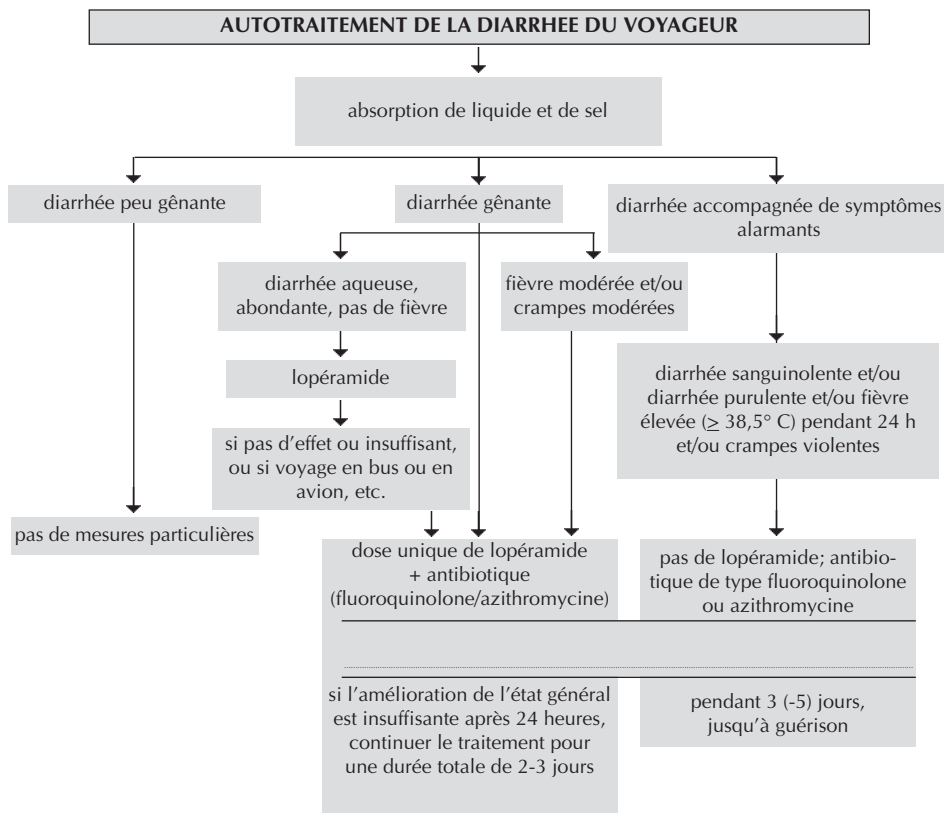 AUTOTRAITEMENT DE LA DIARRHEE DU VOYAGEUR
absorption de liquide et de sel
diarrhée peu gênante
diarrhée gênante
diarrhée accompagnée de symptômes
alarmants
diarrhée aqueuse,
abondante, pas de fièvre
fièvre modérée et/ou
crampes modérées
lopéramide
diarrhée sanguinolente et/ou
diarrhée purulente et/ou fièvre
élevée (≥ 38,5° C) pendant 24 h
et/ou crampes violentes
si pas d'effet ou insuffisant,
ou si voyage en bus ou en
avion, etc.
pas de mesures particulières
dose unique de lopéramide
+ antibiotique
(fluoroquinolone/azithromycine)
pas de lopéramide; antibio-
tique de type fluoroquinolone
ou azithromycine
si l'amélioration de l'état général
est insuffisante après 24 heures,
continuer le traitement pour
une durée totale de 2-3 jours
pendant 3 (-5) jours,
jusqu'à guérison